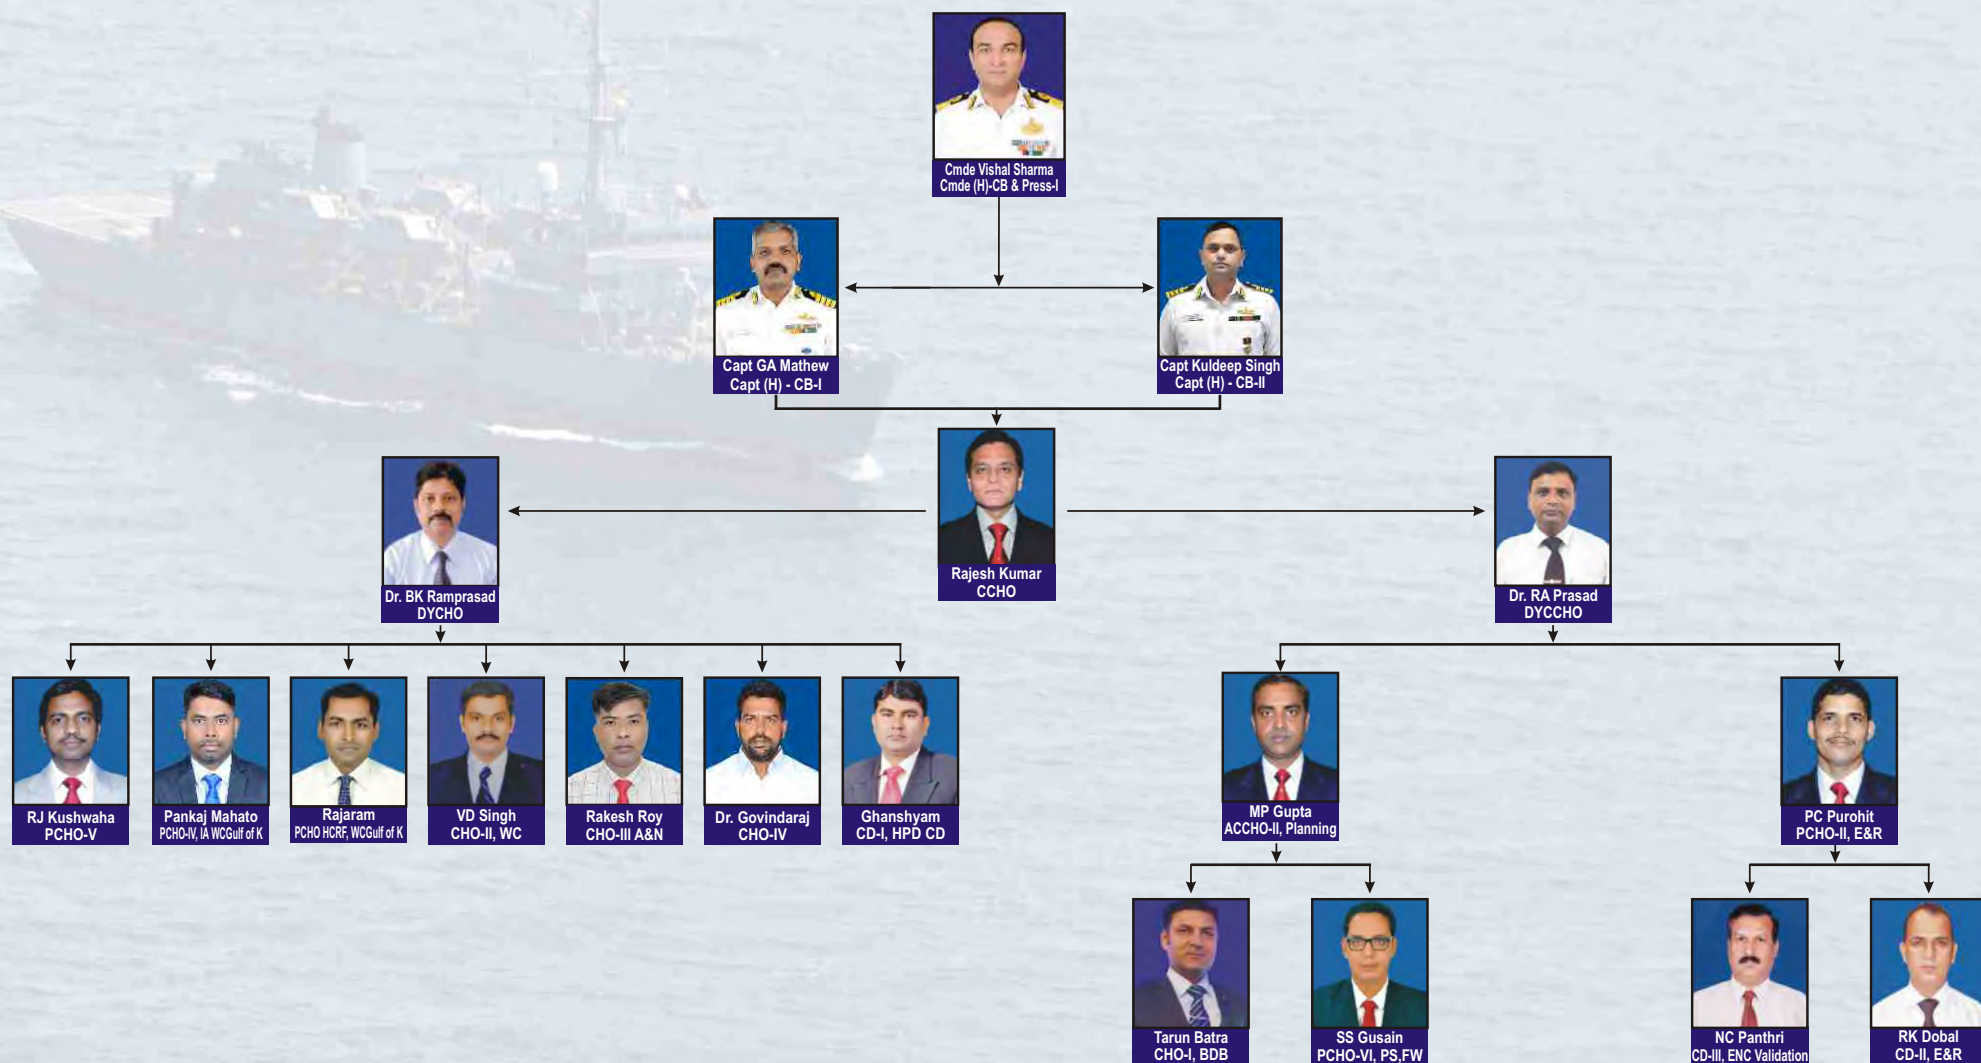 Cmde Vishal Sharma
Cmde (H)-CB & Press-I
Capt GA Mathew
Capt (H) - CB-I
Capt Kuldeep Singh
Capt (H) - CB-II
Rajesh Kumar
CCHO
Dr. BK Ramprasad
DYCHO
Dr. RA Prasad
DYCCHO
RJ Kushwaha
PCHO-V
Pankaj Mahato
PCHO-IV, IA WCGulf of K
Rajaram
PCHO HCRF, WCGulf of K
VD Singh
CHO-II, WC
Rakesh Roy
CHO-III A&N
Dr. Govindaraj
CHO-IV
Ghanshyam
CD-I, HPD CD
MP Gupta
ACCHO-II, Planning
PC Purohit
PCHO-II, E&R
Tarun Batra
CHO-I, BDB
SS Gusain
PCHO-VI, PS,FW
NC Panthri
CD-III, ENC Validation
RK Dobal
CD-II, E&R